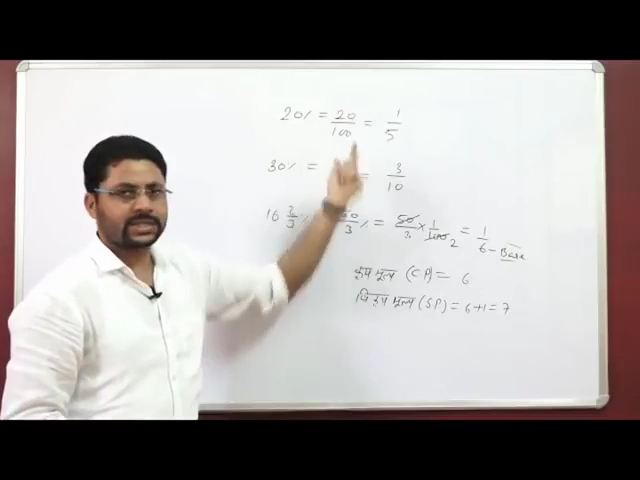 20% = 20/100 = 1/5
30% = = 3/10
16 2/3 % = 50/3 % = 50/3 × 1/100 2 = 1/6 - Base
क्रय मूल्य (CP) = 6
विक्रय मूल्य (SP) = 6+1 = 7